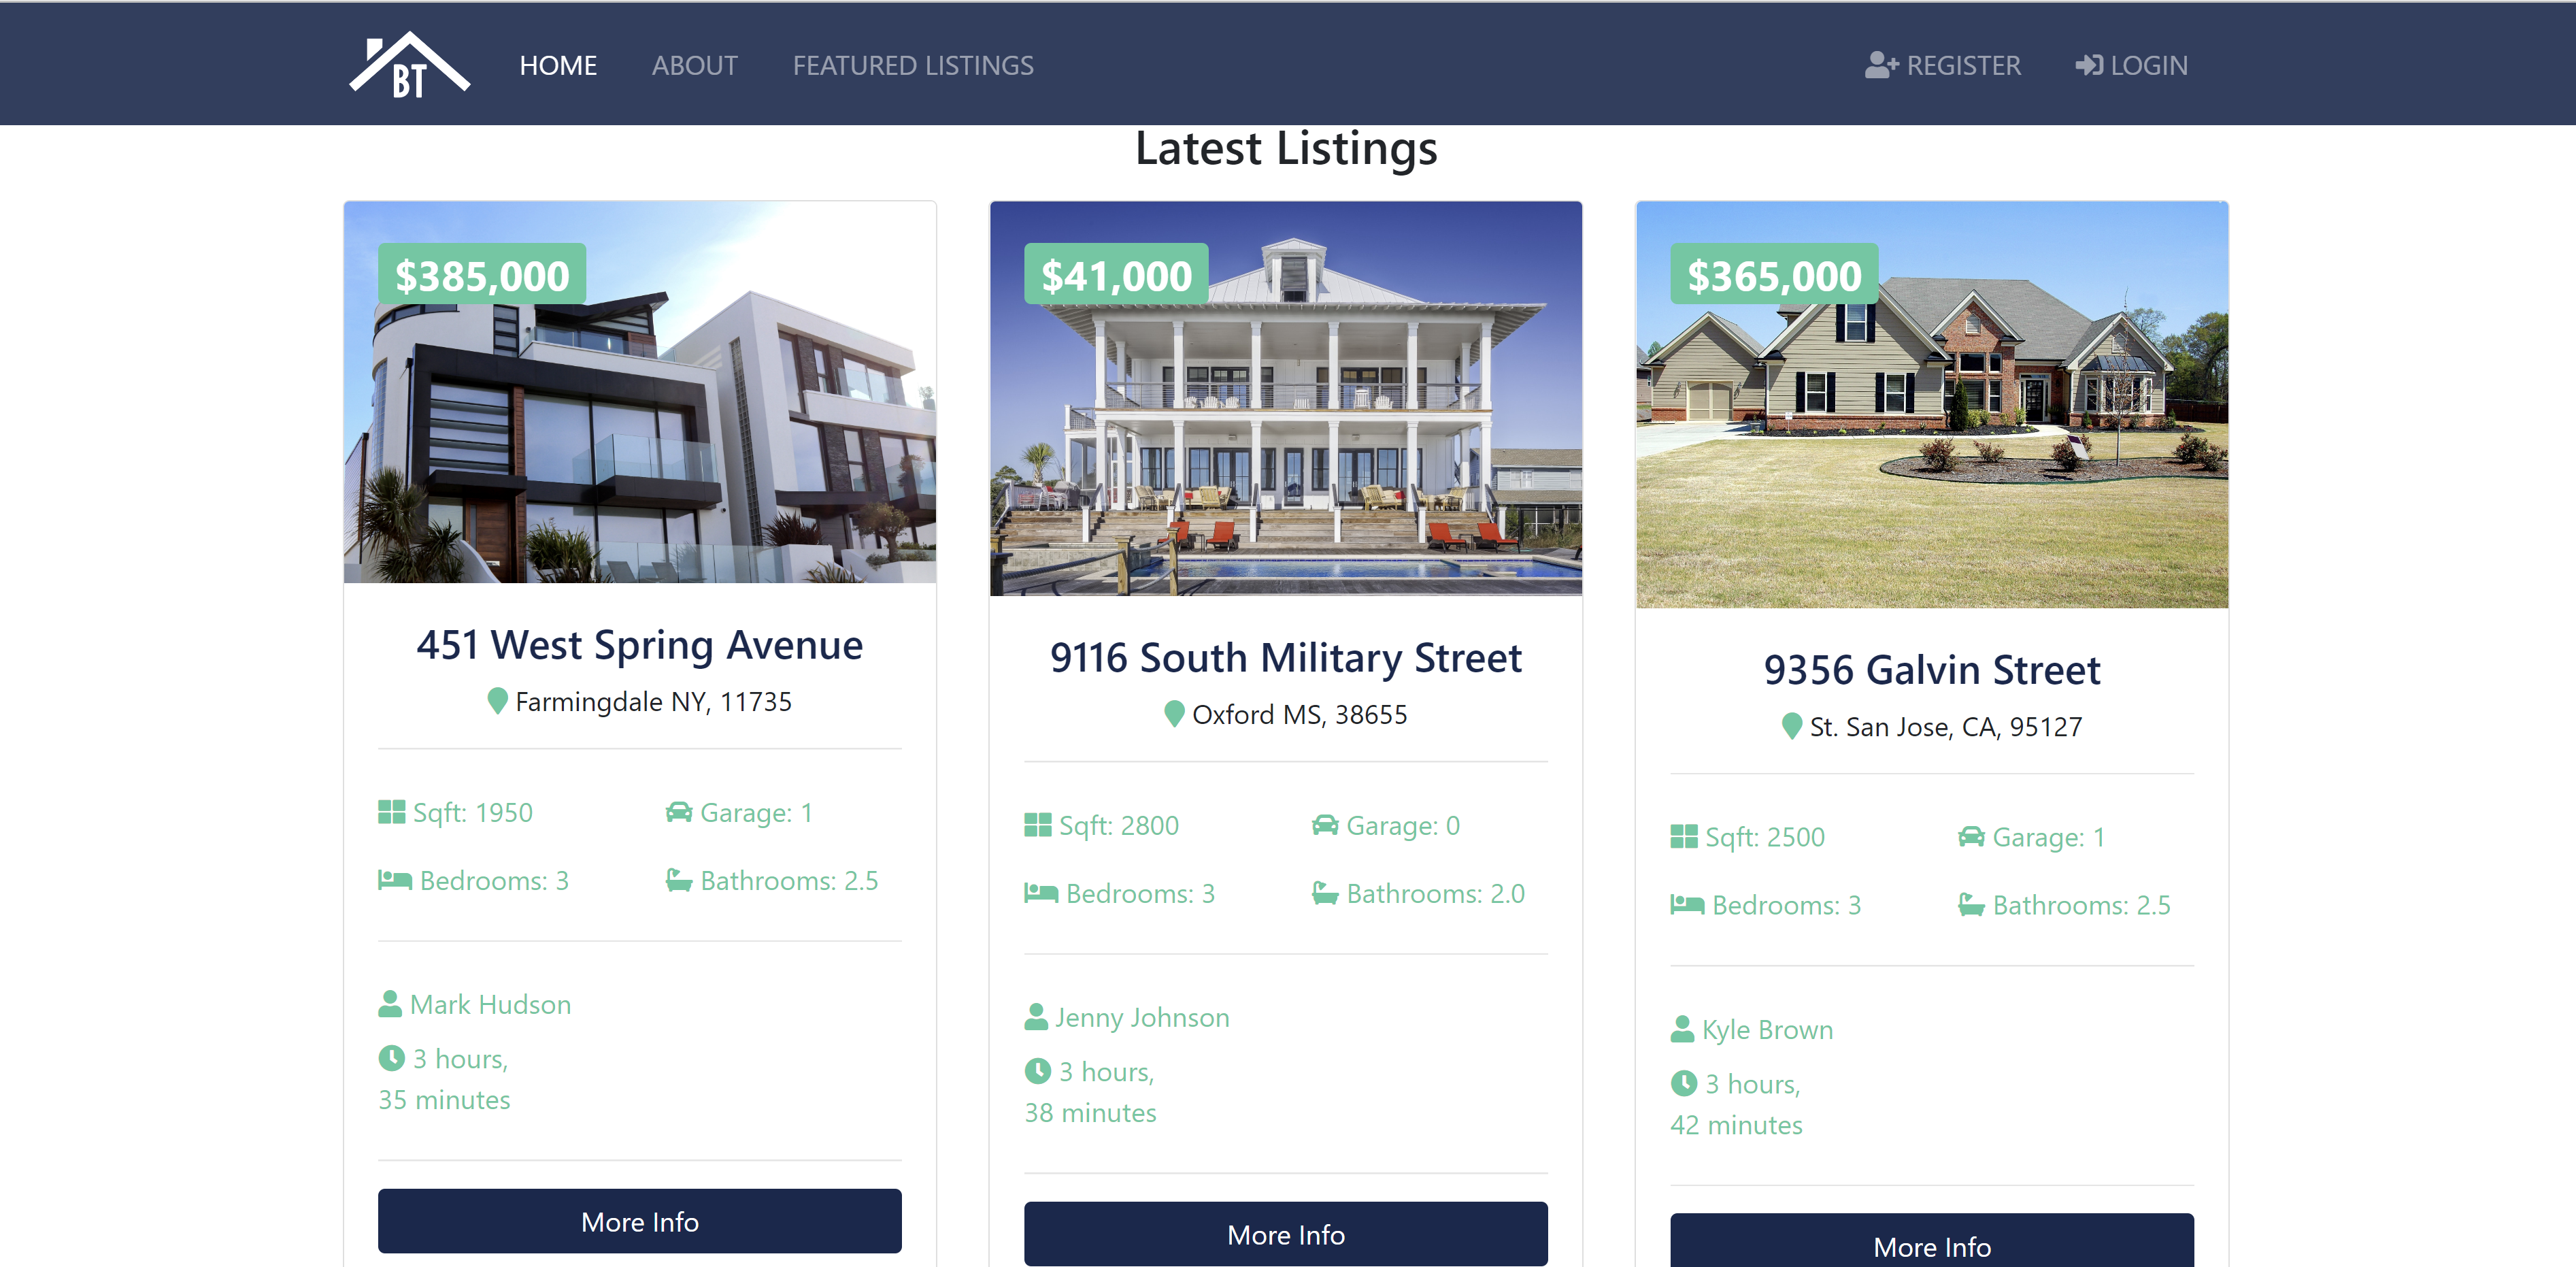 BT
HOME
ABOUT
FEATURED LISTINGS
REGISTER
LOGIN
Latest Listings
$385,000
451 West Spring Avenue
Farmingdale NY, 11735
Sqft: 1950
Garage: 1
Bedrooms: 3
Bathrooms: 2.5
Mark Hudson
3 hours,
35 minutes
More Info
$41,000
9116 South Military Street
Oxford MS, 38655
Sqft: 2800
Garage: 0
Bedrooms: 3
Bathrooms: 2.0
Jenny Johnson
3 hours,
38 minutes
More Info
$365,000
9356 Galvin Street
St. San Jose, CA, 95127
Sqft: 2500
Garage: 1
Bedrooms: 3
Bathrooms: 2.5
Kyle Brown
3 hours,
42 minutes
More Info